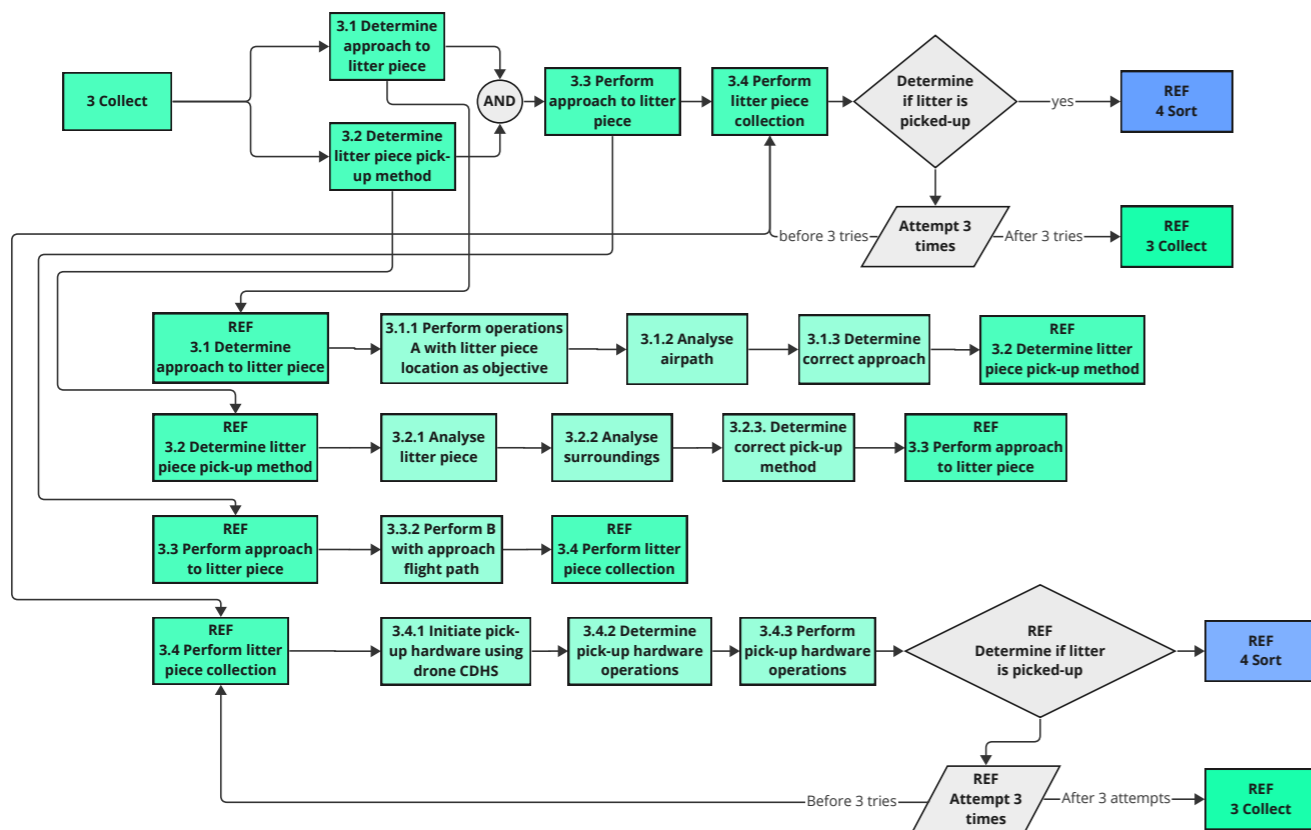 3 Collect
3.1 Determine
approach to
litter piece
3.2 Determine
litter piece pick-
up method
AND
3.3 Perform
approach to litter
piece
3.4 Perform
litter piece
collection
Determine
if litter is
picked-up
yes
REF
4 Sort
before 3 tries
Attempt 3
times
After 3 tries
REF
3 Collect
REF
3.1 Determine
approach to litter piece
3.1.1 Perform operations
A with litter piece
location as objective
3.1.2 Analyse
airpath
3.1.3 Determine
correct approach
REF
3.2 Determine litter
piece pick-up method
REF
3.2 Determine litter
piece pick-up method
3.2.1 Analyse
litter piece
3.2.2 Analyse
surroundings
3.2.3. Determine
correct pick-up
method
REF
3.3 Perform approach
to litter piece
REF
3.3 Perform approach
to litter piece
3.3.2 Perform B
with approach
flight path
REF
3.4 Perform litter
piece collection
REF
3.4 Perform litter
piece collection
3.4.1 Initiate pick-
up hardware using
drone CDHS
3.4.2 Determine
pick-up hardware
operations
3.4.3 Perform
pick-up hardware
operations
REF
Determine if litter
is picked-up
REF
4 Sort
Before 3 tries
REF
Attempt 3
times
After 3 attempts
REF
3 Collect